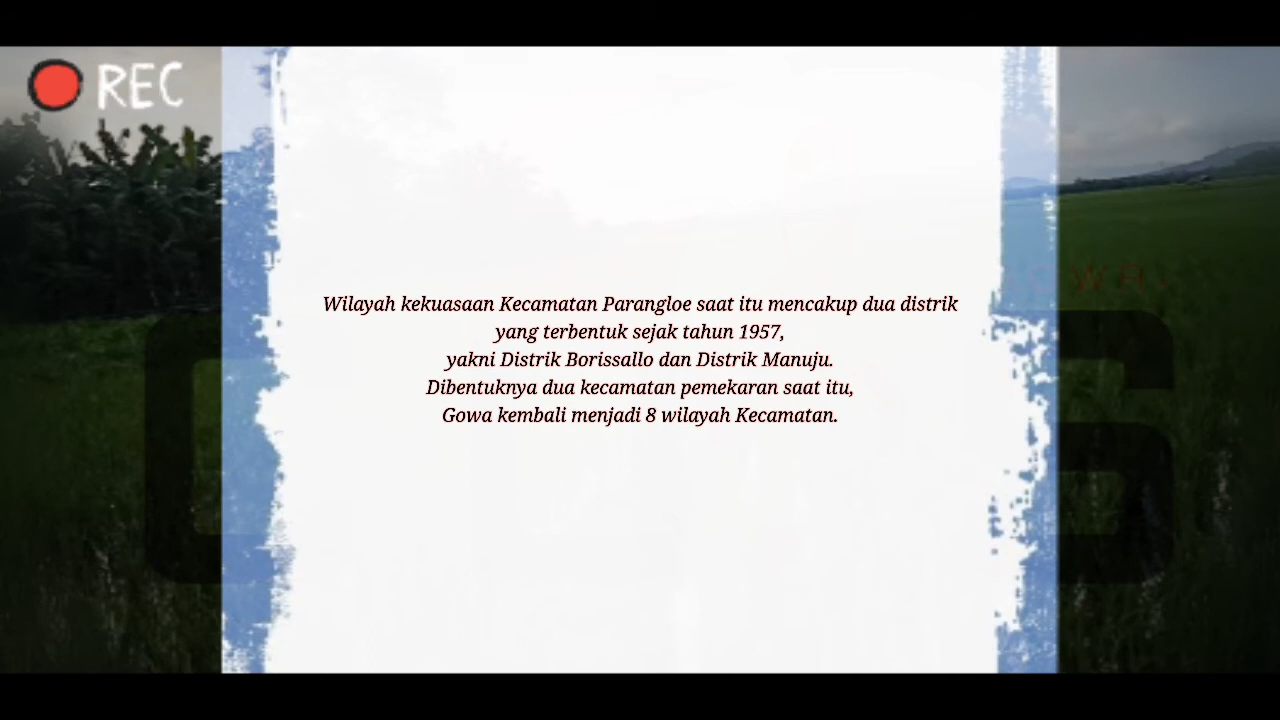 REC
Wilayah kekuasaan Kecamatan Parangloe saat itu mencakup dua distrik
yang terbentuk sejak tahun 1957,
yakni Distrik Borissallo dan Distrik Manuju.
Dibentuknya dua kecamatan pemekaran saat itu,
Gowa kembali menjadi 8 wilayah Kecamatan.